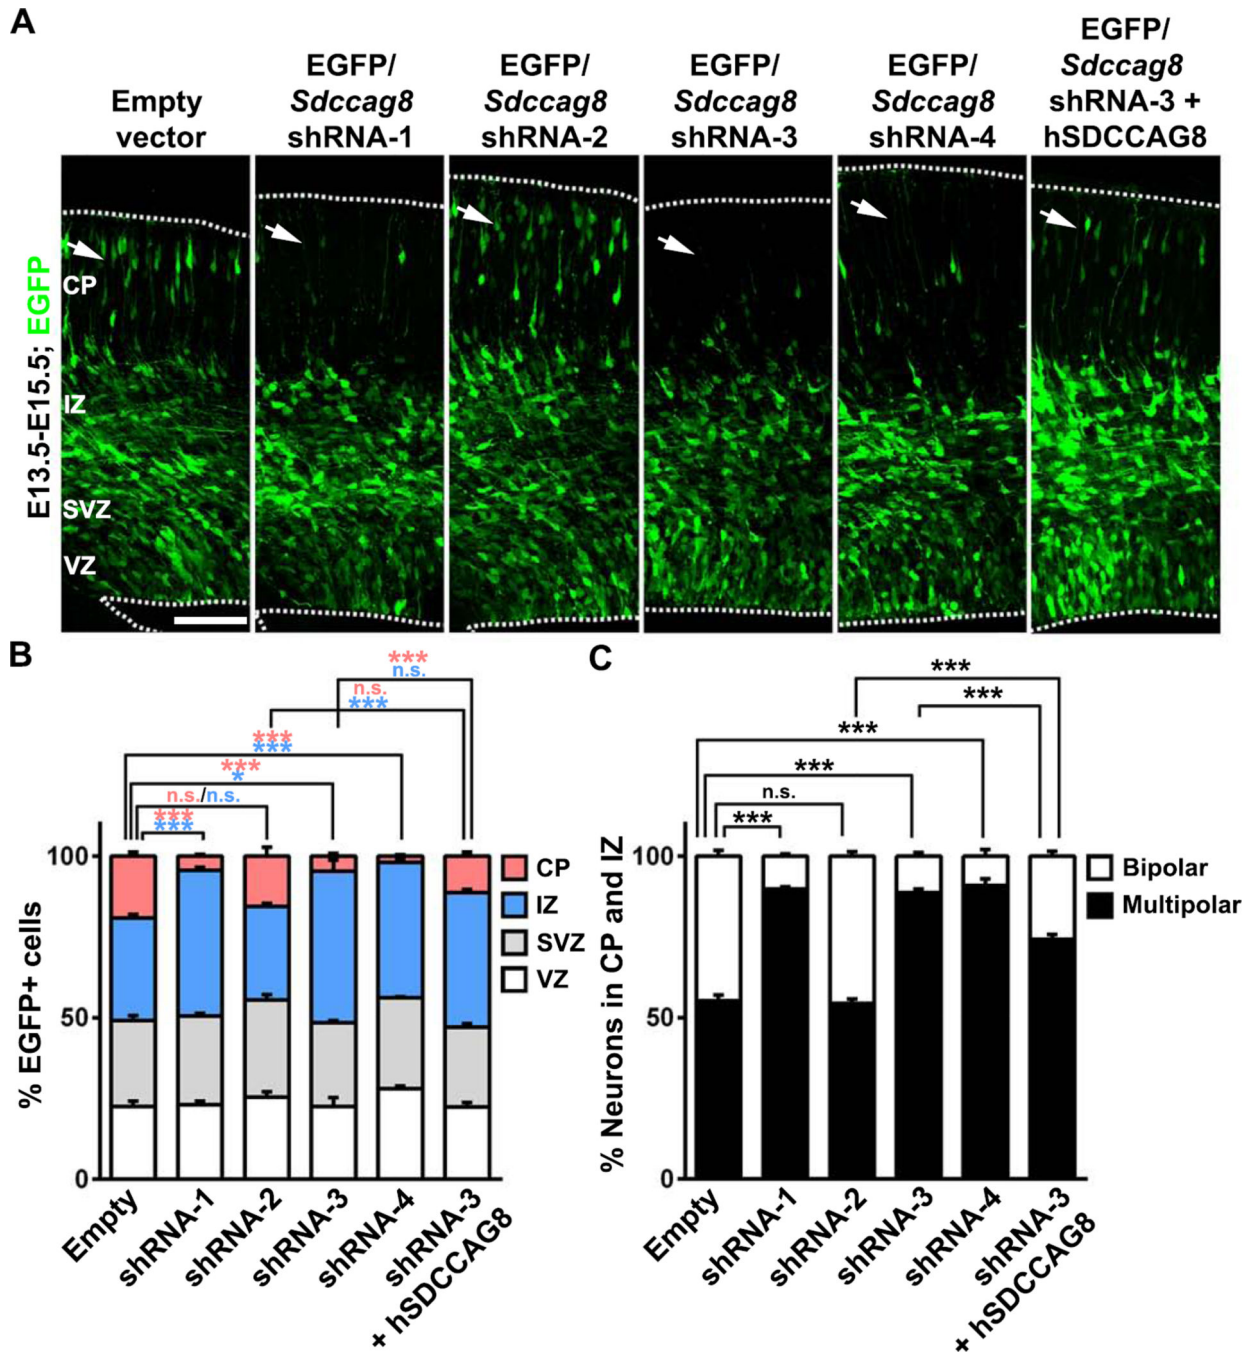 A
Empty
vector
EGFP/
Sdccag8
shRNA-1
EGFP/
Sdccag8
shRNA-2
EGFP/
Sdccag8
shRNA-3
EGFP/
Sdccag8
shRNA-4
EGFP/
Sdccag8
shRNA-3 +
hSDCCAG8
E13.5-E15.5; EGFP
CP
IZ
SVZ
VZ
B
***
n.s.
n.s.
***
***
***
***
*
n.s./n.s.
***
***
% EGFP+ cells
100
50
0
CP
IZ
SVZ
VZ
Empty
shRNA-1
shRNA-2
shRNA-3
shRNA-4
shRNA-3
+ hSDCCAG8
C
***
***
***
***
n.s.
***
% Neurons in CP and IZ
100
50
0
Bipolar
Multipolar
Empty
shRNA-1
shRNA-2
shRNA-3
shRNA-4
shRNA-3
+ hSDCCAG8